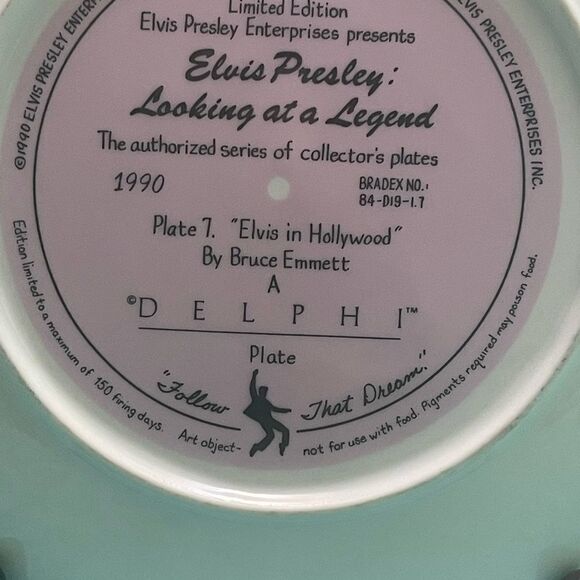 Limited Edition
Elvis Presley Enterprises presents
Elvis Presley:
Looking at a Legend
The authorized series of collector's plates
1990
BRADEX NO.:
84-D19-1.7
Plate 7. "Elvis in Hollywood"
By Bruce Emmett
A
©DELPHI™
Plate
"Follow That Dream."
©1990 ELVIS PRESLEY ENTERPRISES
ELVIS PRESLEY ENTERPRISES INC.
Edition limited to a maximum of 150 firing days.
Art object- not for use with food. Pigments required may poison food.